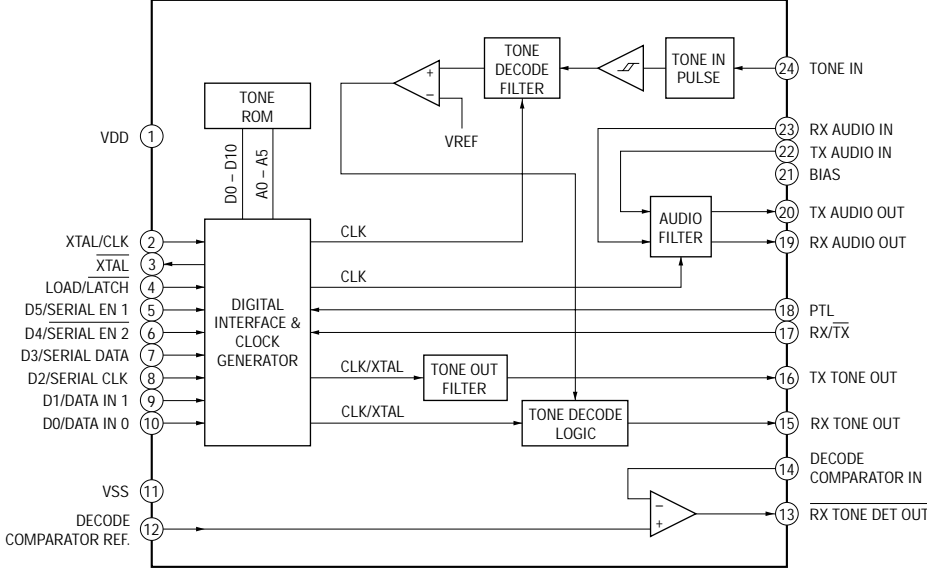 VDD
1
XTAL/CLK
2
XTAL
3
LOAD/LATCH
4
D5/SERIAL EN 1
5
D4/SERIAL EN 2
6
D3/SERIAL DATA
7
D2/SERIAL CLK
8
D1/DATA IN 1
9
D0/DATA IN 0
10
VSS
11
DECODE
COMPARATOR REF.
12
TONE
ROM
D0 – D10
A0 – A5
DIGITAL
INTERFACE &
CLOCK
GENERATOR
CLK
CLK
CLK/XTAL
CLK/XTAL
+
–
VREF
TONE
DECODE
FILTER
TONE IN
PULSE
AUDIO
FILTER
TONE OUT
FILTER
TONE DECODE
LOGIC
–
+
24
TONE IN
23
RX AUDIO IN
22
TX AUDIO IN
21
BIAS
20
TX AUDIO OUT
19
RX AUDIO OUT
18
PTL
17
RX/TX
16
TX TONE OUT
15
RX TONE OUT
14
DECODE
COMPARATOR IN
13
RX TONE DET OUT